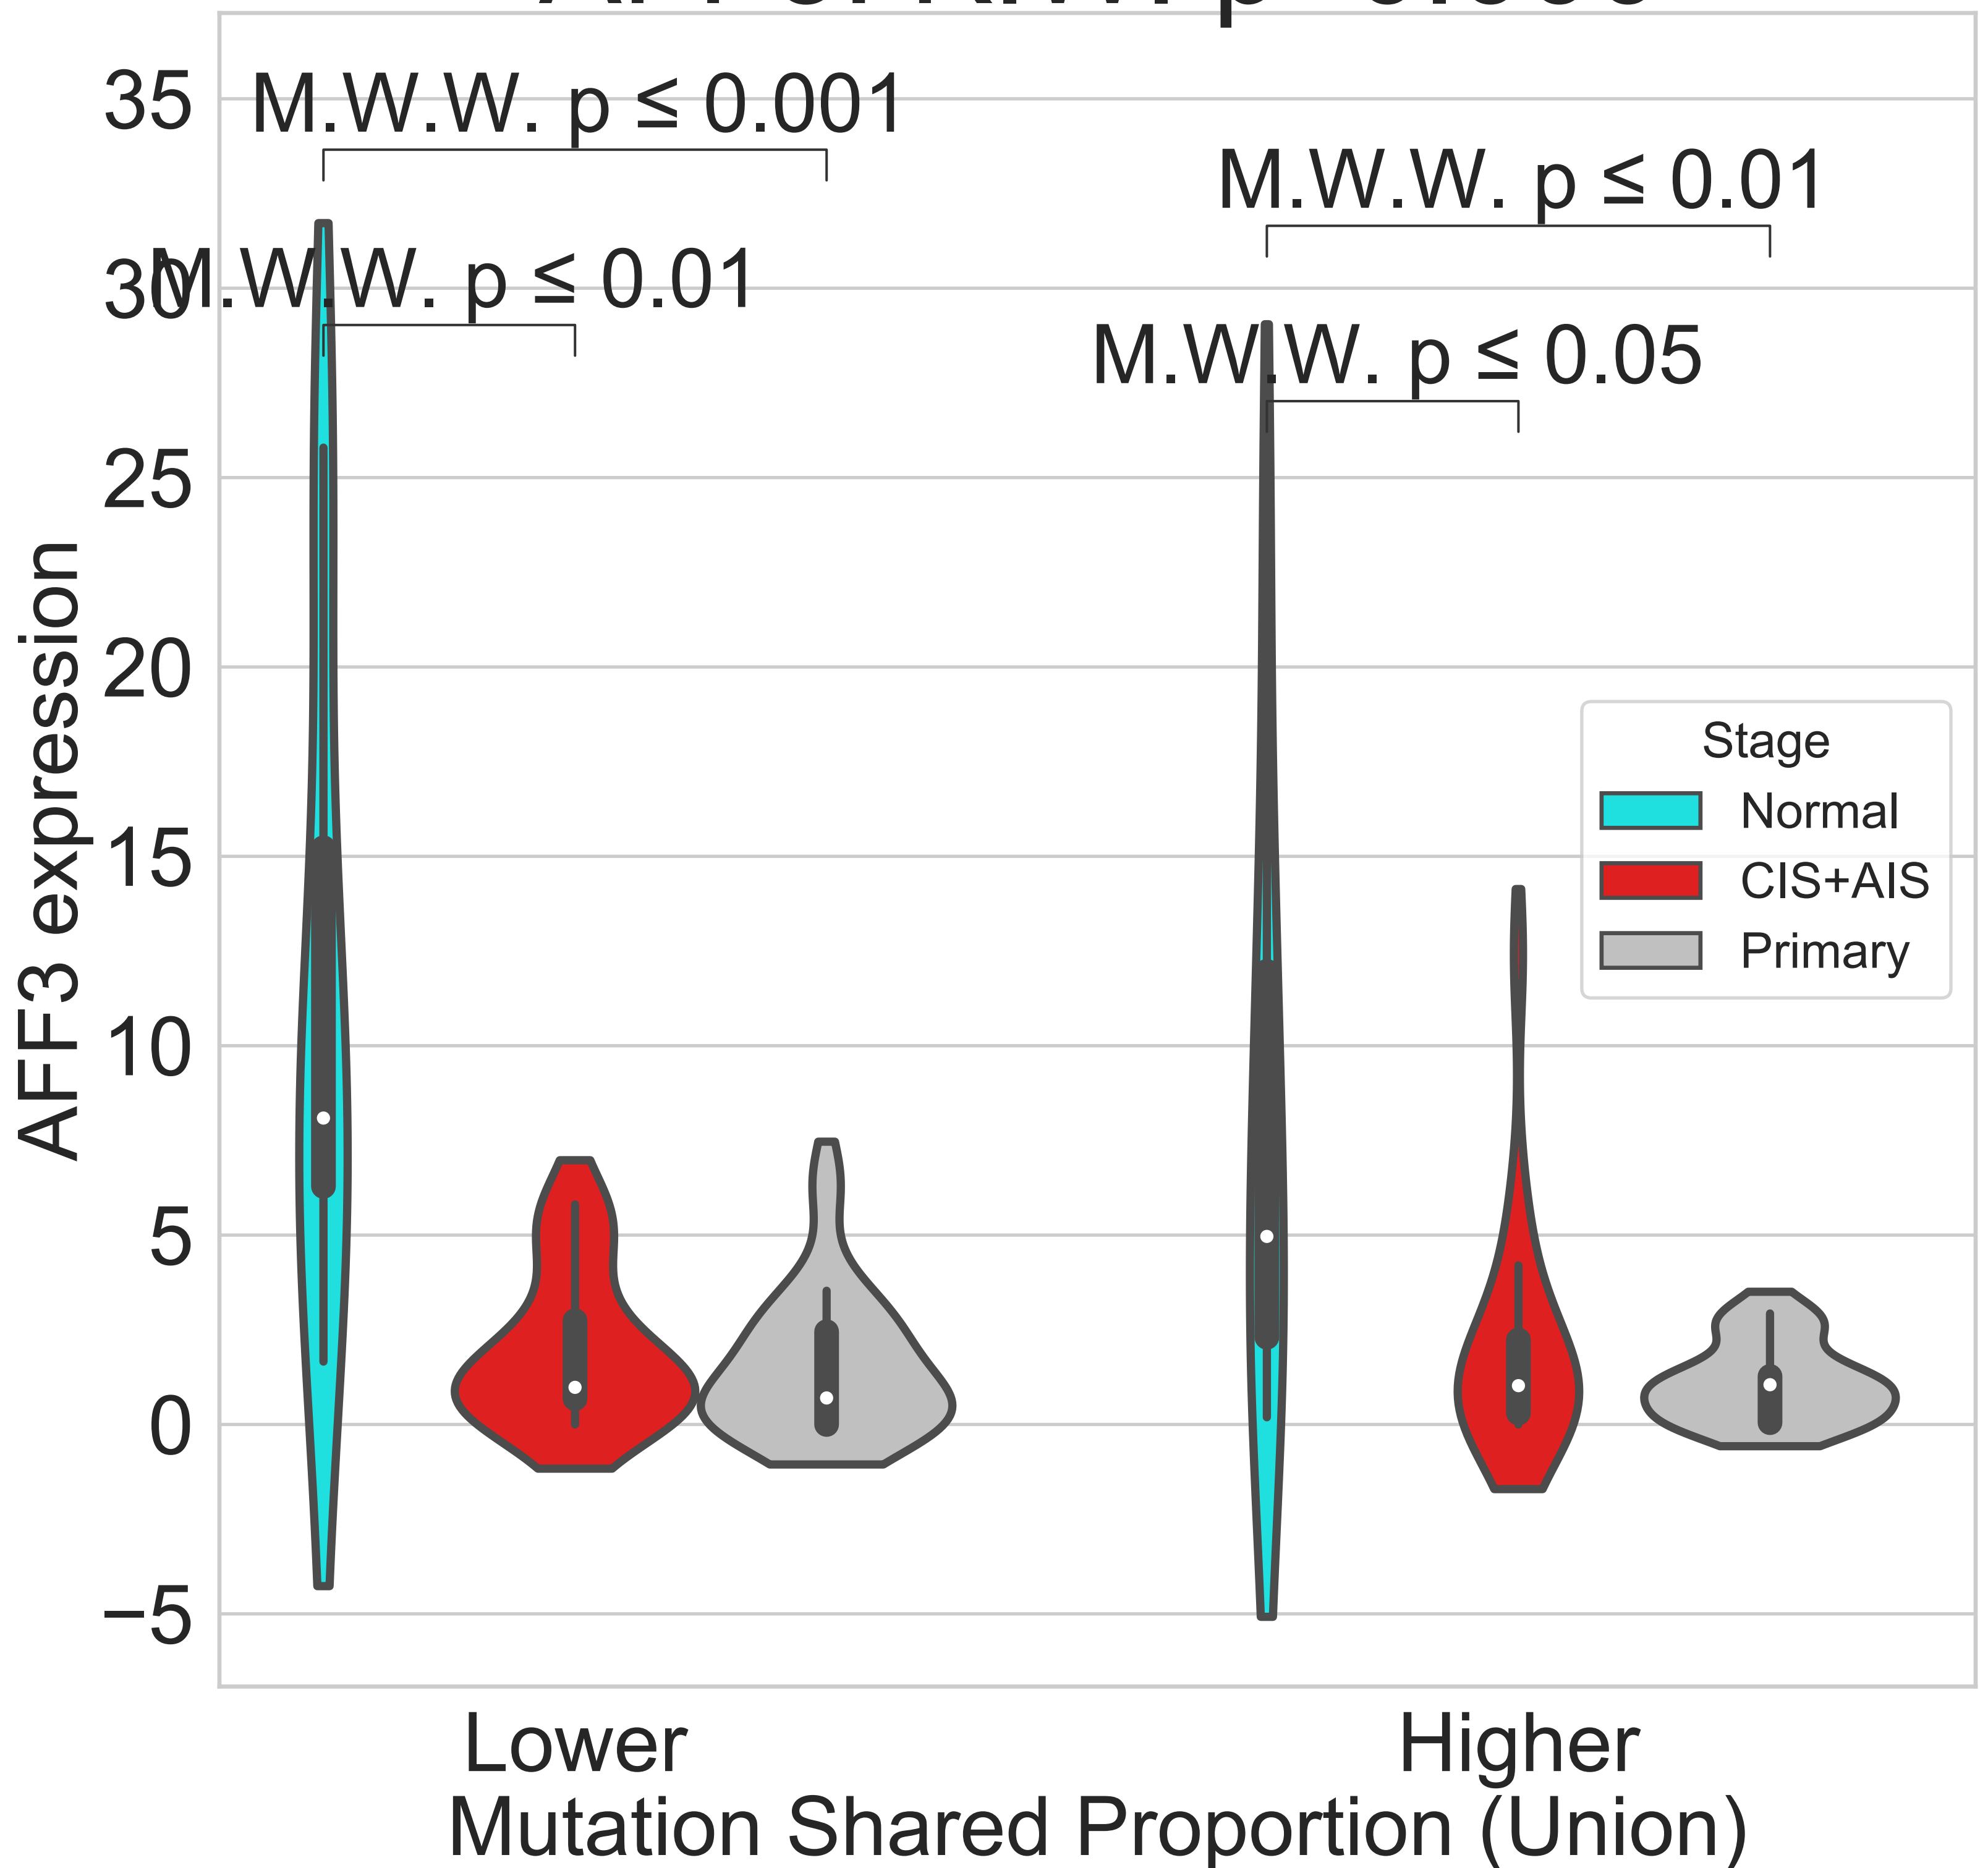 M.W.W. p ≤ 0.001
M.W.W. p ≤ 0.01
M.W.W. p ≤ 0.01
M.W.W. p ≤ 0.05
35
30
25
20
15
10
5
0
−5
AFF3 expression
Stage
Normal
CIS+AIS
Primary
Lower
Higher
Mutation Shared Proportion (Union)